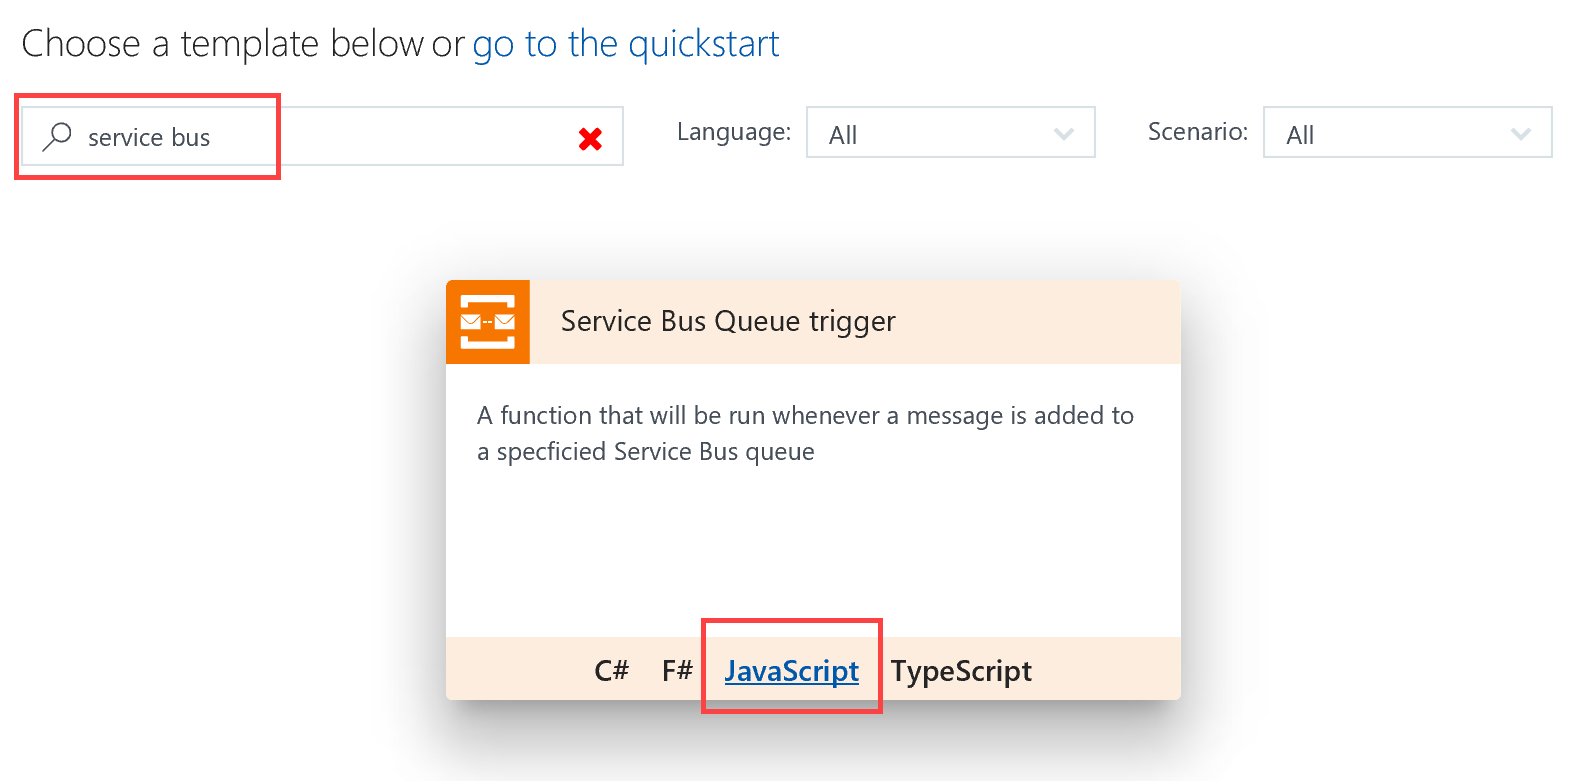 Choose a template below or go to the quickstart
service bus
Language: All
Scenario: All
Service Bus Queue trigger
A function that will be run whenever a message is added to
a specficied Service Bus queue
C# F# JavaScript TypeScript